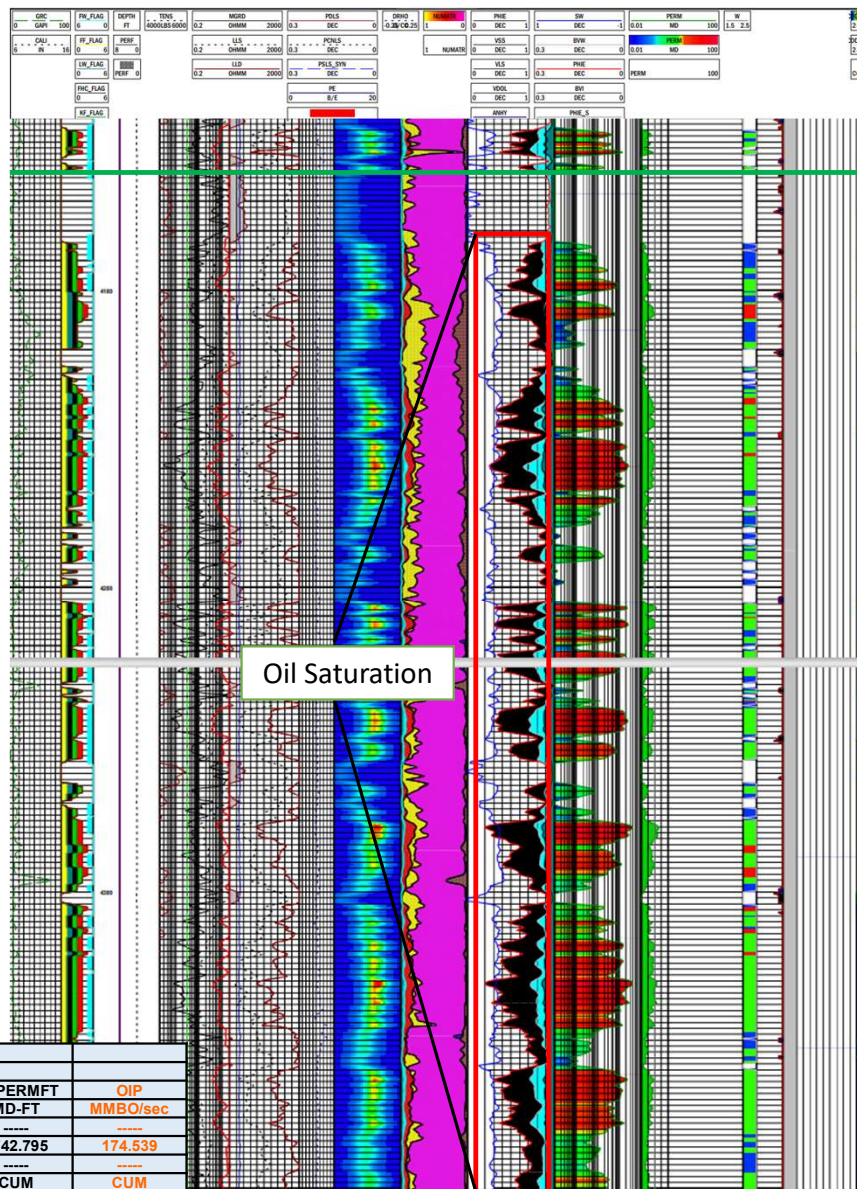 GRC FW_FLAG DEPTH TENS MGRD PDLS DRHO NUMATR PHIE SW PERM W
0 GAPI 100 6 0 FT 4000LBS6000 0.2 OHMM 2000 0.3 DEC 0 -0.25 0.25 1 0 0 DEC 1 1 DEC -1 0.01 MD 100 1.5 2.5
CALI FF_FLAG PERF LLS PCNLS VSS BVW PERM
6 IN 16 0 6 8 0 0.2 OHMM 2000 0.3 DEC 0 1 NUMATR 0 DEC 1 0.3 DEC 0 0.01 MD 100
LW_FLAG LLD PSLS_SYN VLS PHIE
0 6 PERF 0 0.2 OHMM 2000 0.3 DEC 0 0 DEC 1 0.3 DEC 0 PERM 100
FHC_FLAG PE VDOL BVI
0 6 0 B/E 20 0 DEC 1 0.3 DEC 0
KF_FLAG ANHY PHIE_S
Oil Saturation
PERMFT OIP
MD-FT MMBO/sec
----- -----
42.795 174.539
----- -----
CUM CUM